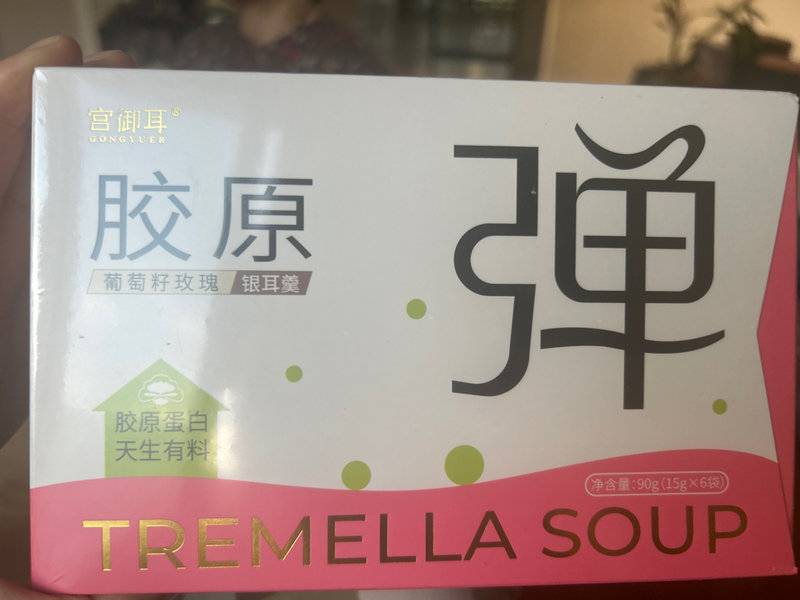 宫御耳®
GONGYUER
胶原
弹
葡萄籽玫瑰 银耳羹
胶原蛋白
天生有料
净含量:90g(15g×6袋)
TREMELLA SOUP